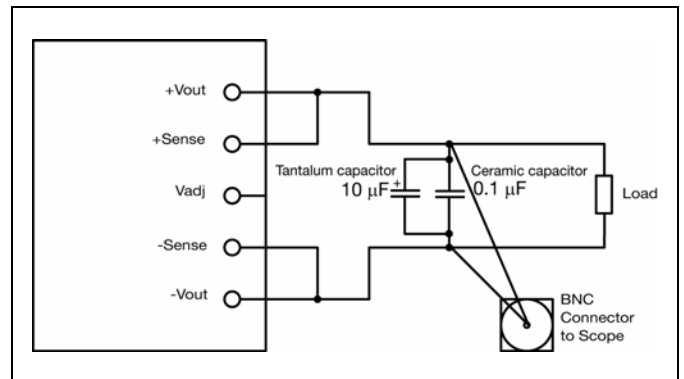 +Vout
+Sense
Vadj
-Sense
-Vout
Tantalum capacitor
10 µF
+
Ceramic capacitor
0.1 µF
Load
BNC
Connector
to Scope